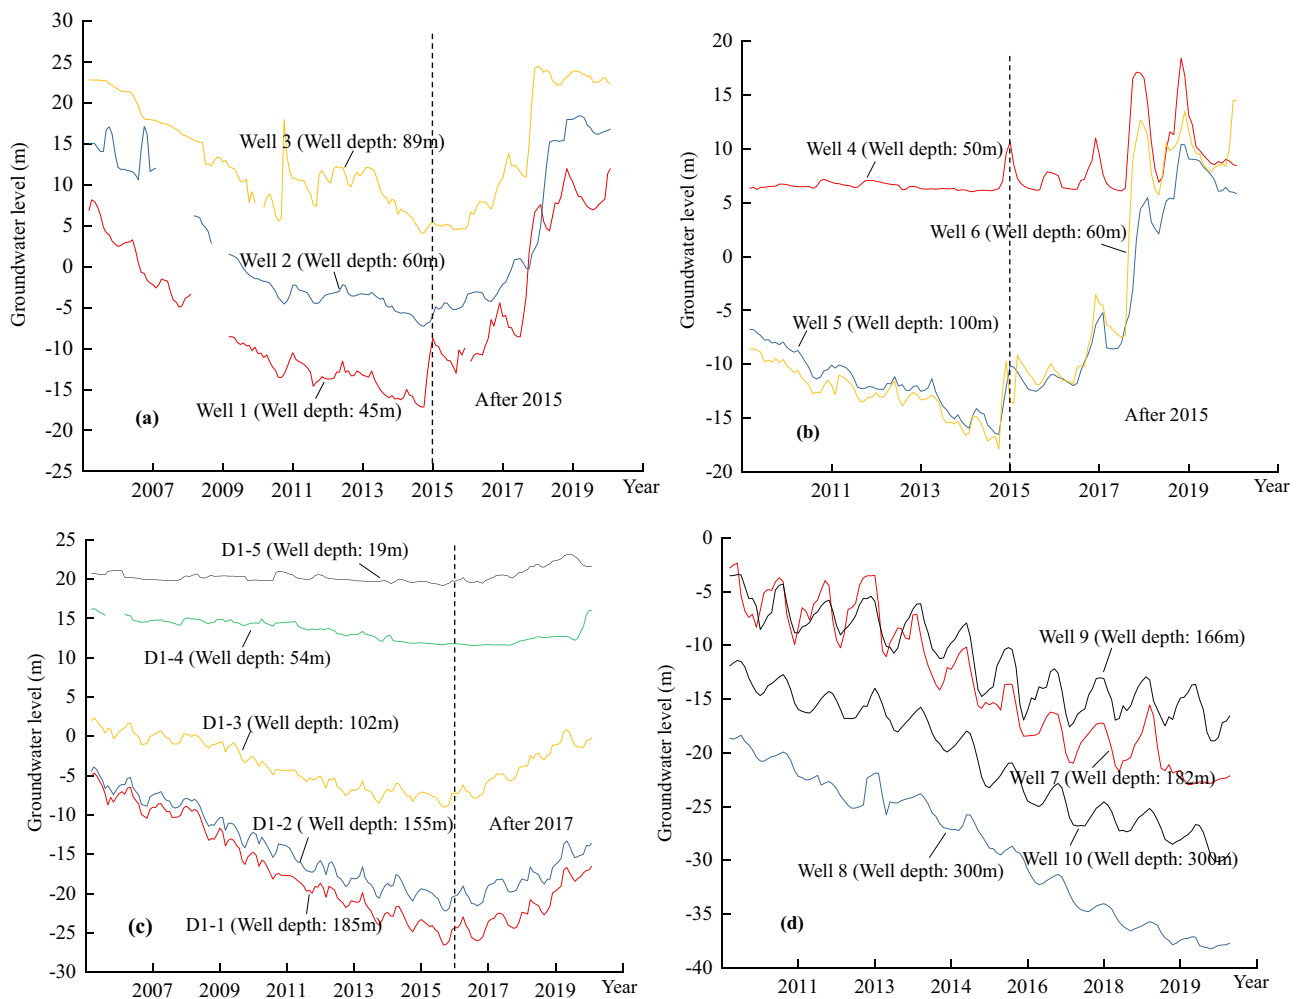 30
25
20
15
10
5
0
-5
-10
-15
-20
-25
Groundwater level (m)
Well 3 (Well depth: 89m)
Well 2 (Well depth: 60m)
Well 1 (Well depth: 45m)
After 2015
(a)
2007
2009
2011
2013
2015
2017
2019
Year
20
15
10
5
0
-5
-10
-15
-20
Groundwater level (m)
Well 4 (Well depth: 50m)
Well 6 (Well depth: 60m)
Well 5 (Well depth: 100m)
After 2015
(b)
2011
2013
2015
2017
2019
Year
25
20
15
10
5
0
-5
-10
-15
-20
-25
-30
Groundwater level (m)
D1-5 (Well depth: 19m)
D1-4 (Well depth: 54m)
D1-3 (Well depth: 102m)
D1-2 ( Well depth: 155m)
After 2017
D1-1 (Well depth: 185m)
(c)
2007
2009
2011
2013
2015
2017
2019
Year
0
-5
-10
-15
-20
-25
-30
-35
-40
Groundwater level (m)
Well 9 (Well depth: 166m)
Well 7 (Well depth: 182m)
Well 10 (Well depth: 300m)
Well 8 (Well depth: 300m)
(d)
2011
2013
2014
2016
2018
2019
Year